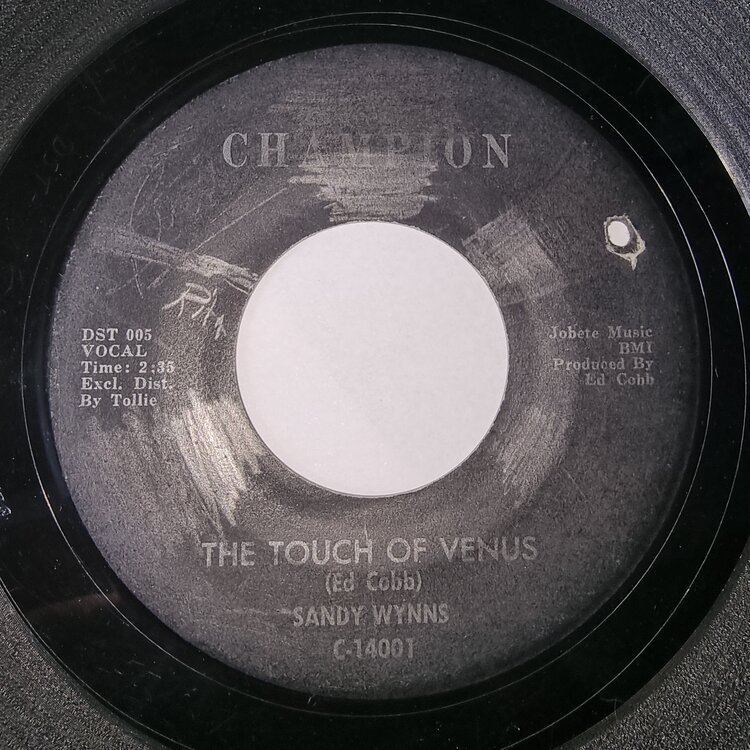 CHAMPION
DST 005
VOCAL
Time: 2:35
Excl. Dist.
By Tollie
Jobete Music
BMI
Produced By
Ed Cobb
THE TOUCH OF VENUS
(Ed Cobb)
SANDY WYNNS
C-14001